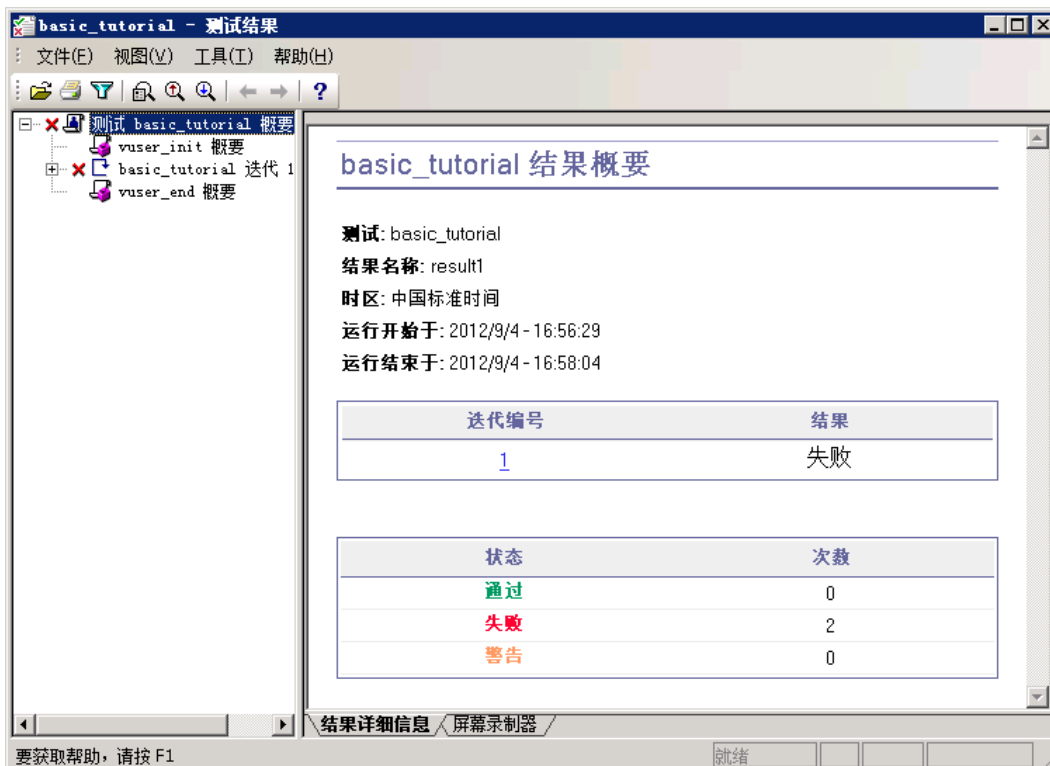 basic_tutorial - 测试结果
文件(F) 视图(V) 工具(T) 帮助(H)
?
测试 basic_tutorial 概要
vuser_init 概要
basic_tutorial 迭代 1
vuser_end 概要
basic_tutorial 结果概要
测试: basic_tutorial
结果名称: result1
时区: 中国标准时间
运行开始于: 2012/9/4 - 16:56:29
运行结束于: 2012/9/4 - 16:58:04
迭代编号 结果
1 失败
状态 次数
通过 0
失败 2
警告 0
结果详细信息 屏幕录制器
要获取帮助，请按 F1 就绪